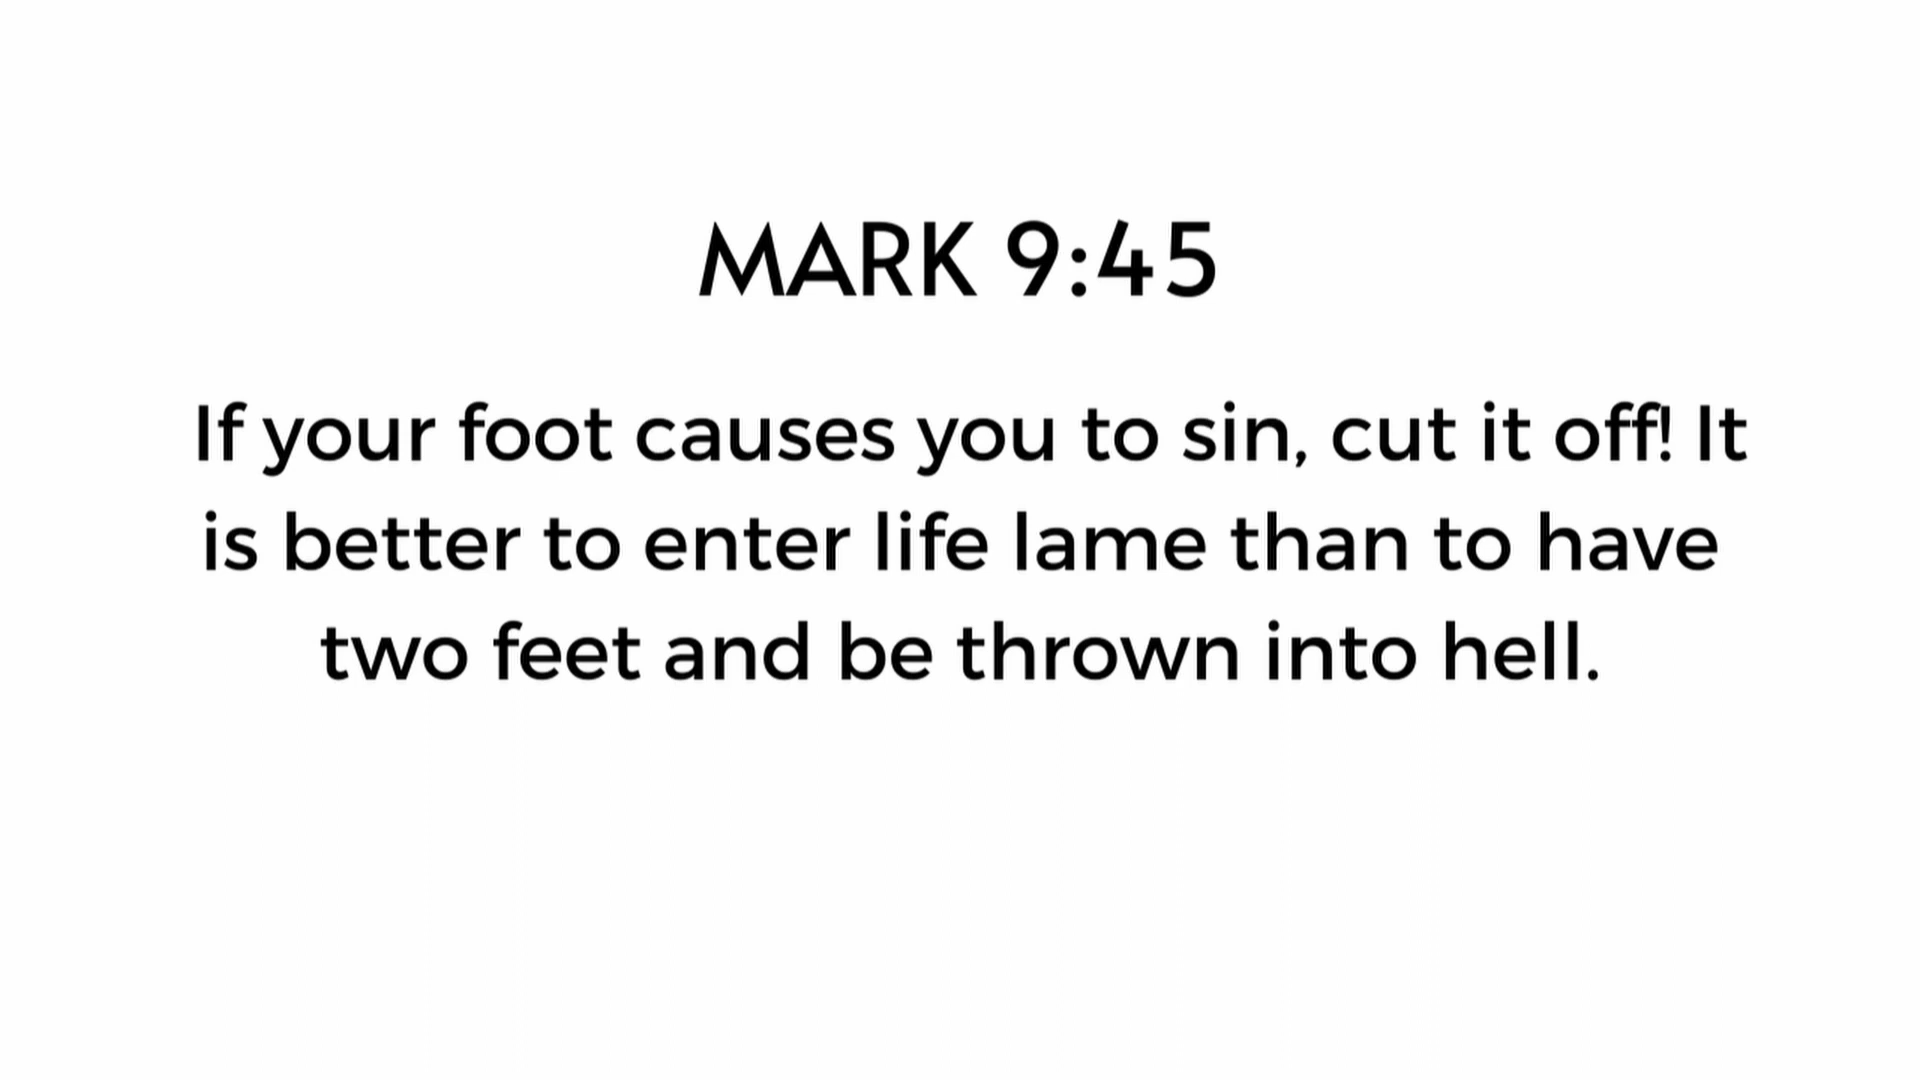 MARK 9:45
If your foot causes you to sin, cut it off! It
is better to enter life lame than to have
two feet and be thrown into hell.